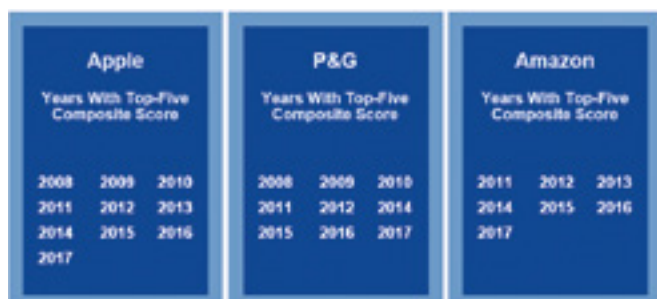 Apple
Years With Top-Five
Composite Score
2008 2009 2010
2011 2012 2013
2014 2015 2016
2017
P&G
Years With Top-Five
Composite Score
2008 2009 2010
2011 2012 2014
2015 2016 2017
Amazon
Years With Top-Five
Composite Score
2011 2012 2013
2014 2015 2016
2017